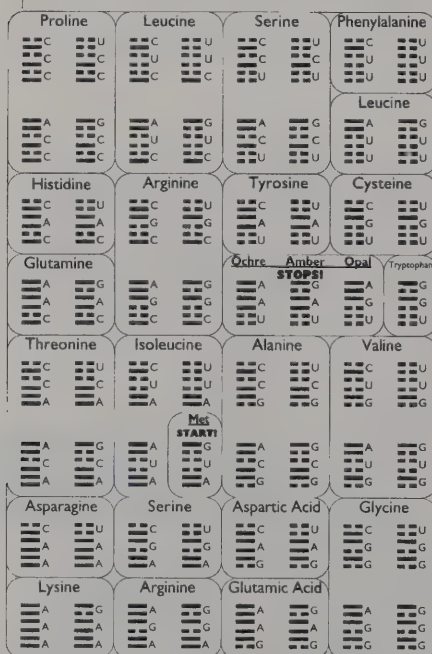 Proline Leucine Serine Phenylalanine
C U C U C U C U
C C U U C C U U
C C C C U U U U
Leucine
A G A G A G A G
C C U U C C U U
C C C C U U U U
Histidine Arginine Tyrosine Cysteine
C U C U C U C U
A A G G A A G G
C C C C U U U U
Glutamine Ochre Amber Opal Tryptophan
STOPS!
A G A G A G A G
A A G G A A G G
C C C C U U U U
Threonine Isoleucine Alanine Valine
C U C U C U C U
C C U U C C U U
A A A A G G G G
Met
START!
A G A G A G A G
C C U U C C U U
A A A A G G G G
Asparagine Serine Aspartic Acid Glycine
C U C U C U C U
A A G G A A G G
A A A A G G G G
Lysine Arginine Glutamic Acid
A G A G A G A G
A A G G A A G G
A A A A G G G G